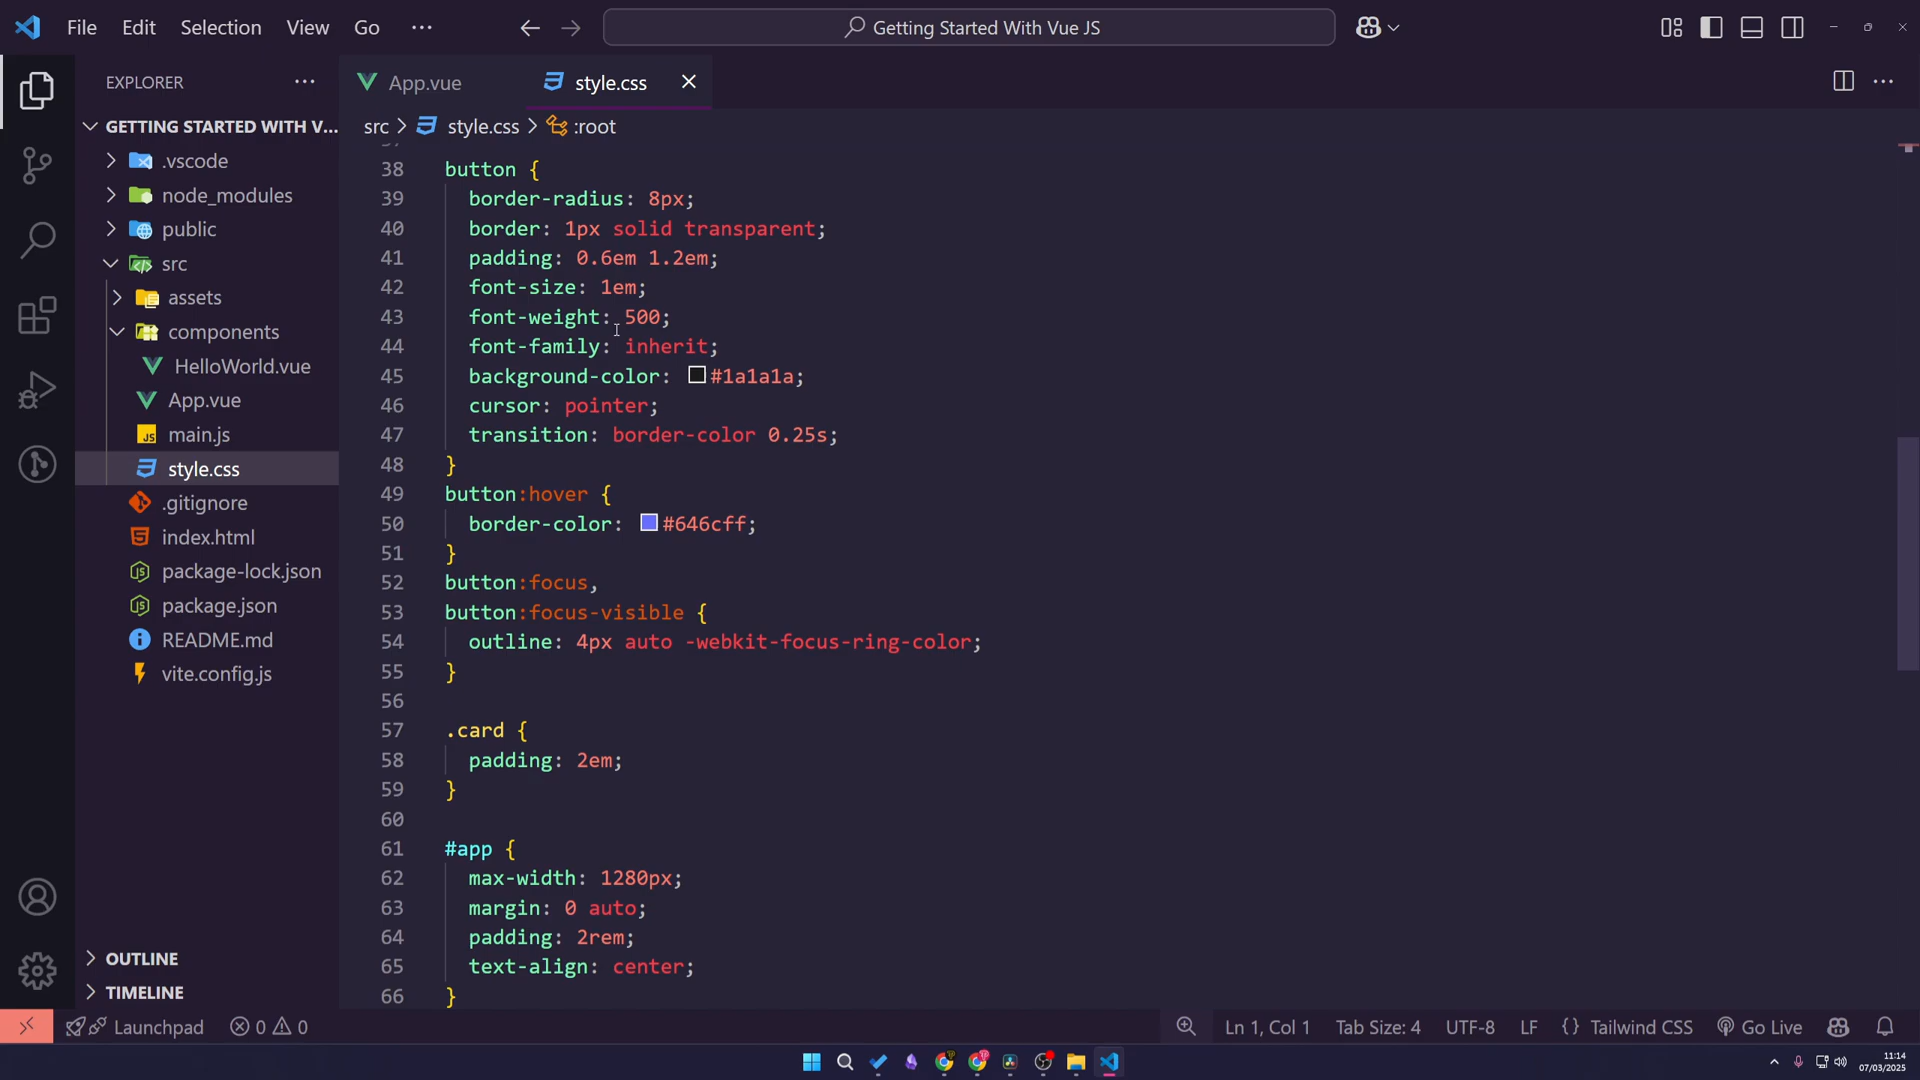 File Edit Selection View Go ··· Getting Started With Vue JS
EXPLORER ···
App.vue style.css
GETTING STARTED WITH V...
src > style.css > :root
.vscode
node_modules
public
src
assets
components
HelloWorld.vue
App.vue
main.js
style.css
.gitignore
index.html
package-lock.json
package.json
README.md
vite.config.js
OUTLINE
TIMELINE
38 button {
39 border-radius: 8px;
40 border: 1px solid transparent;
41 padding: 0.6em 1.2em;
42 font-size: 1em;
43 font-weight: 500;
44 font-family: inherit;
45 background-color: #1a1a1a;
46 cursor: pointer;
47 transition: border-color 0.25s;
48 }
49 button:hover {
50 border-color: #646cff;
51 }
52 button:focus,
53 button:focus-visible {
54 outline: 4px auto -webkit-focus-ring-color;
55 }
56
57 .card {
58 padding: 2em;
59 }
60
61 #app {
62 max-width: 1280px;
63 margin: 0 auto;
64 padding: 2rem;
65 text-align: center;
66 }
Launchpad 0 0 Ln 1, Col 1 Tab Size: 4 UTF-8 LF {} Tailwind CSS Go Live
11:14
07/03/2025